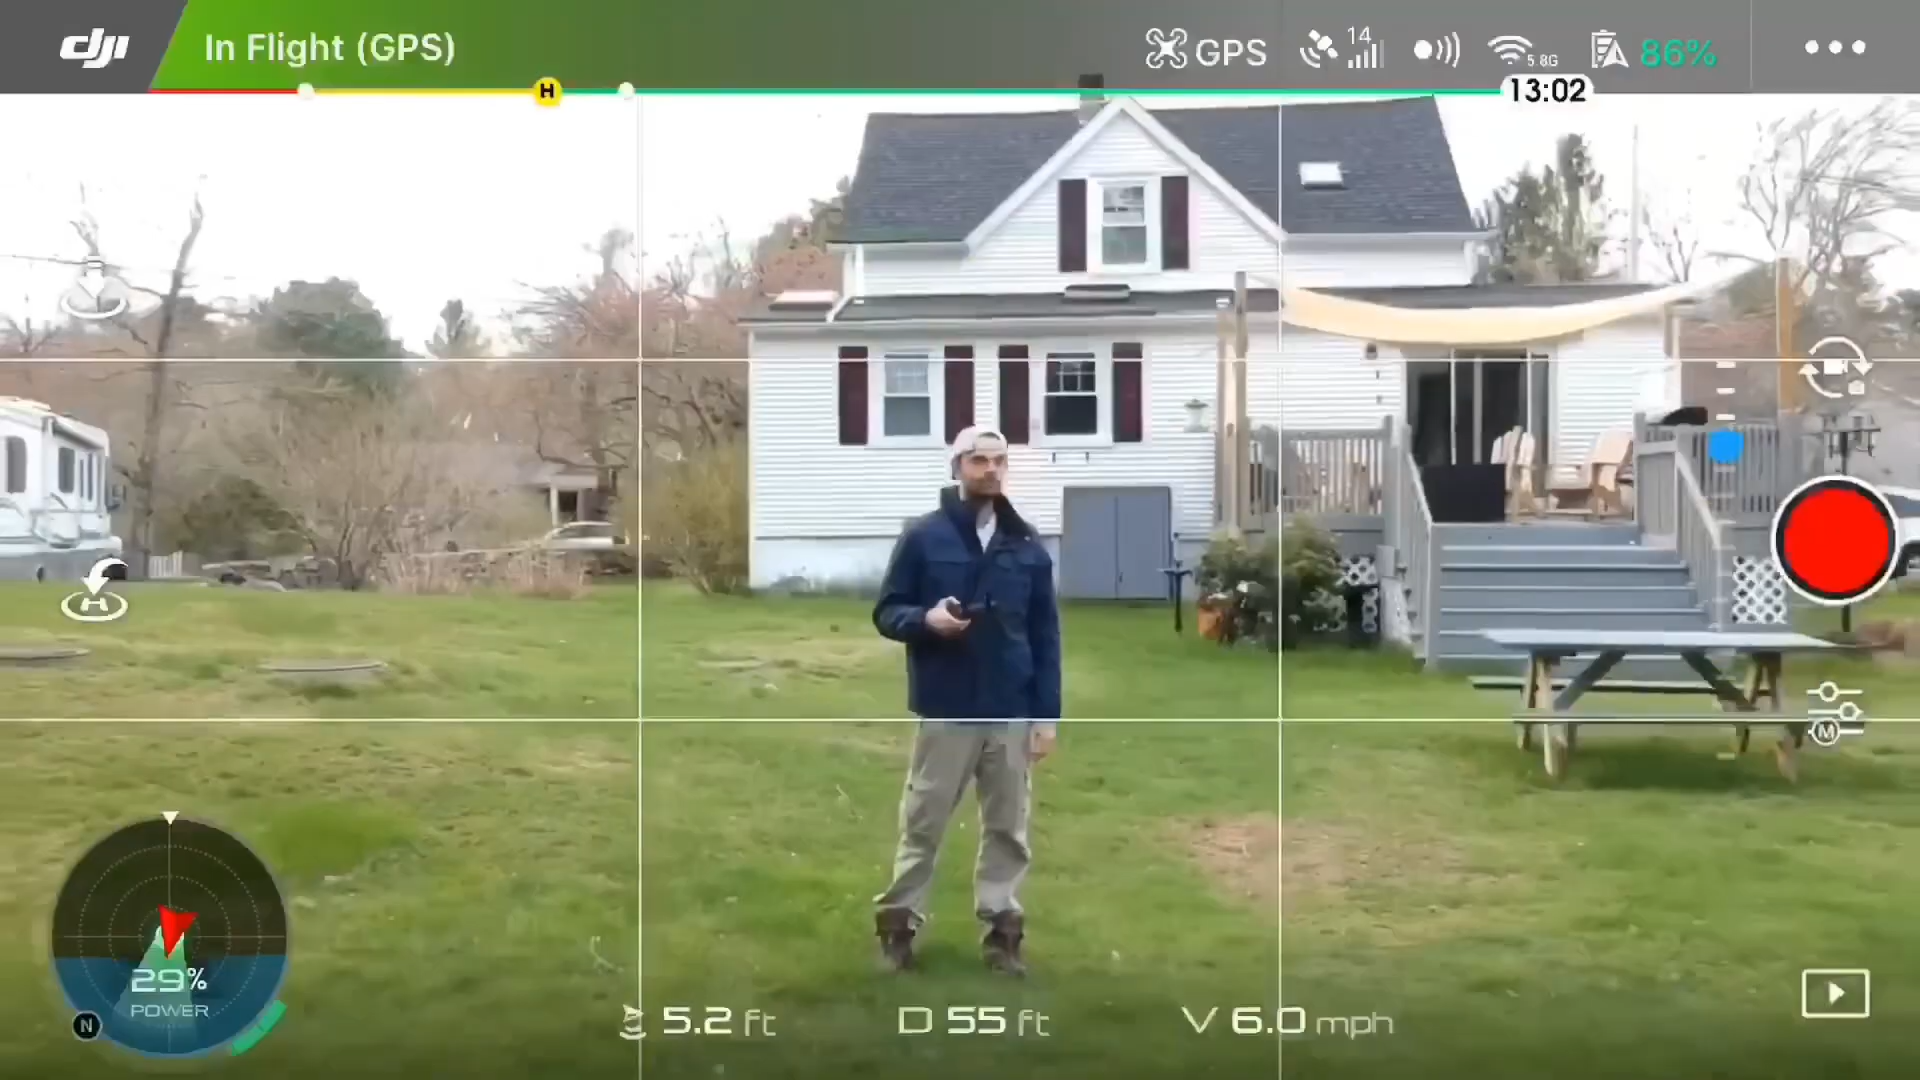 dji
In Flight (GPS)
GPS
14
5.8G
86%
H
13:02
H
M
29%
POWER
N
5.2 ft
D 55 ft
V 6.0 mph